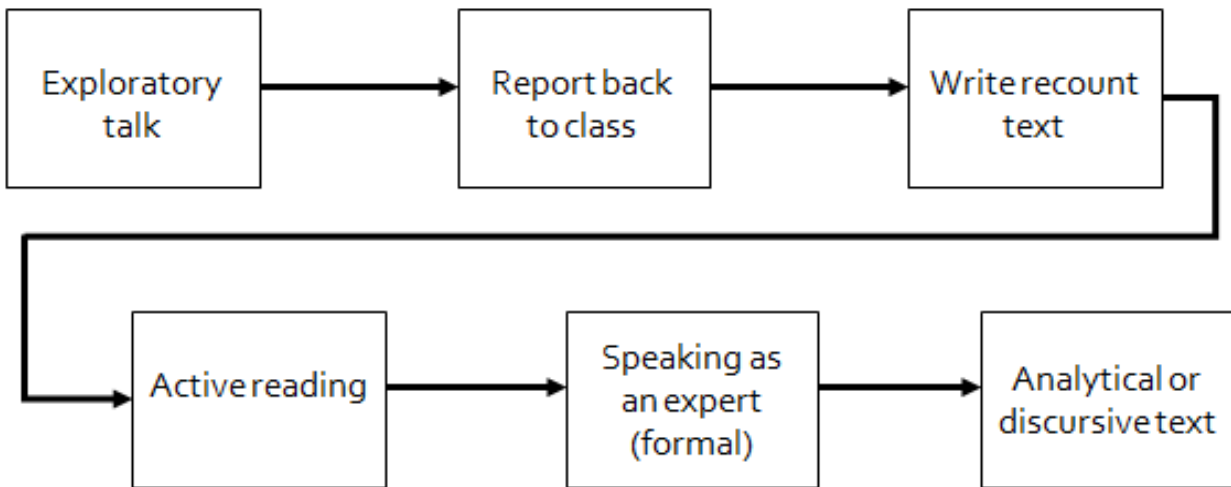 Exploratory
talk
Report back
to class
Write recount
text
Active reading
Speaking as
an expert
(formal)
Analytical or
discursive text